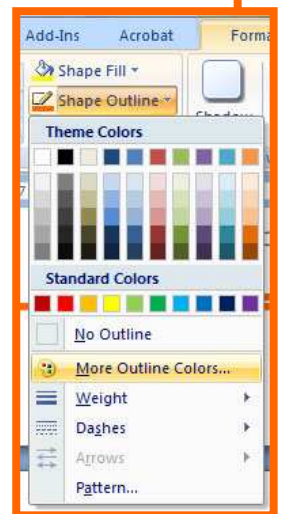 Add-Ins Acrobat Forma
Shape Fill
Shape Outline
Theme Colors
Standard Colors
No Outline
More Outline Colors...
Weight
Dashes
Arrows
Pattern...